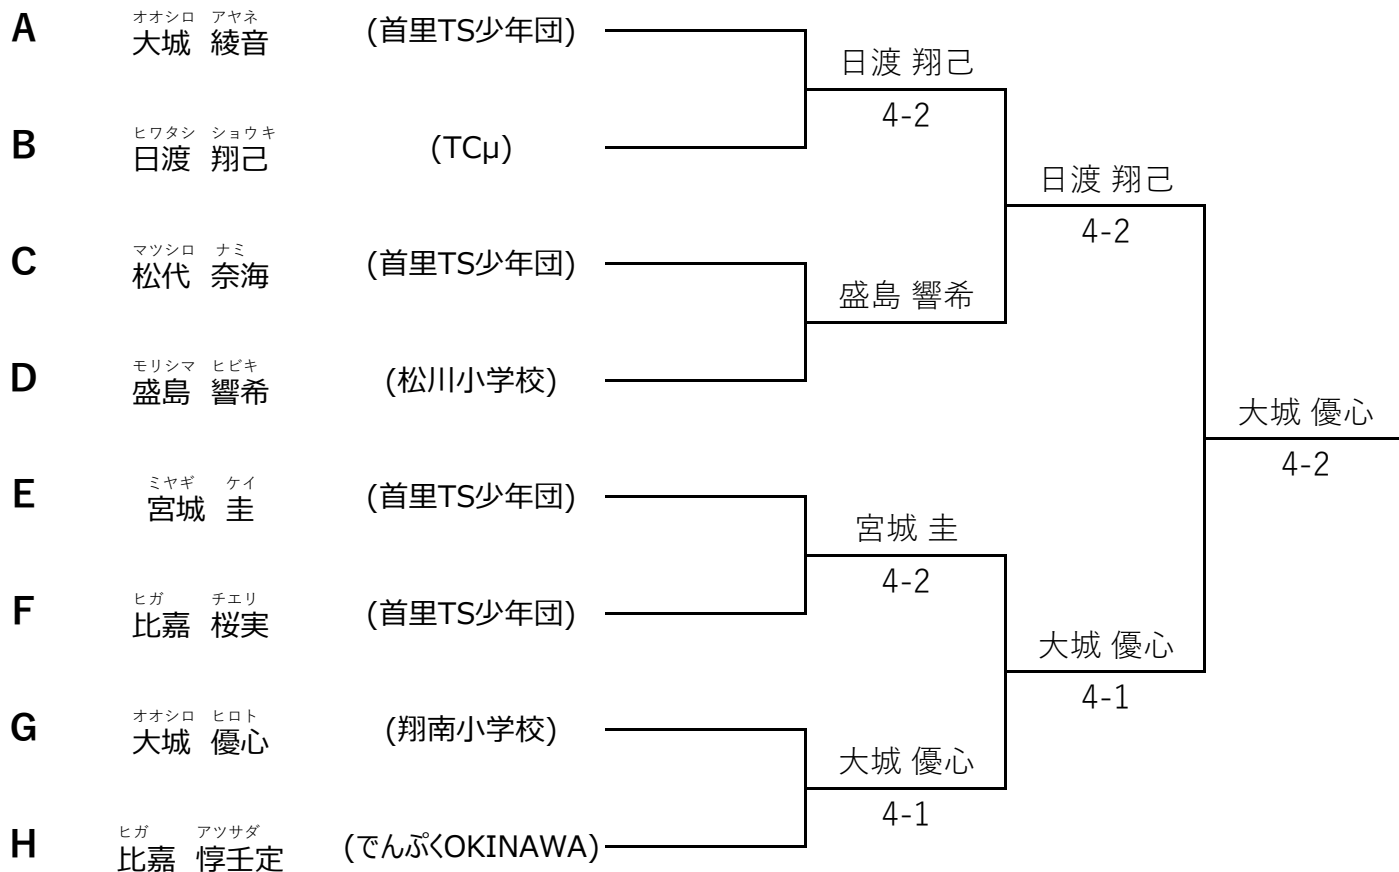 A
オオシロ アヤネ
大城 綾音
(首里TS少年団)
日渡 翔己
4-2
B
ヒワタシ ショウキ
日渡 翔己
(TCμ)
日渡 翔己
4-2
C
マツシロ ナミ
松代 奈海
(首里TS少年団)
盛島 響希
D
モリシマ ヒビキ
盛島 響希
(松川小学校)
大城 優心
4-2
E
ミヤギ ケイ
宮城 圭
(首里TS少年団)
宮城 圭
4-2
F
ヒガ チエリ
比嘉 桜実
(首里TS少年団)
大城 優心
4-1
G
オオシロ ヒロト
大城 優心
(翔南小学校)
大城 優心
4-1
H
ヒガ アツサダ
比嘉 惇壬定
(でんぷくOKINAWA)